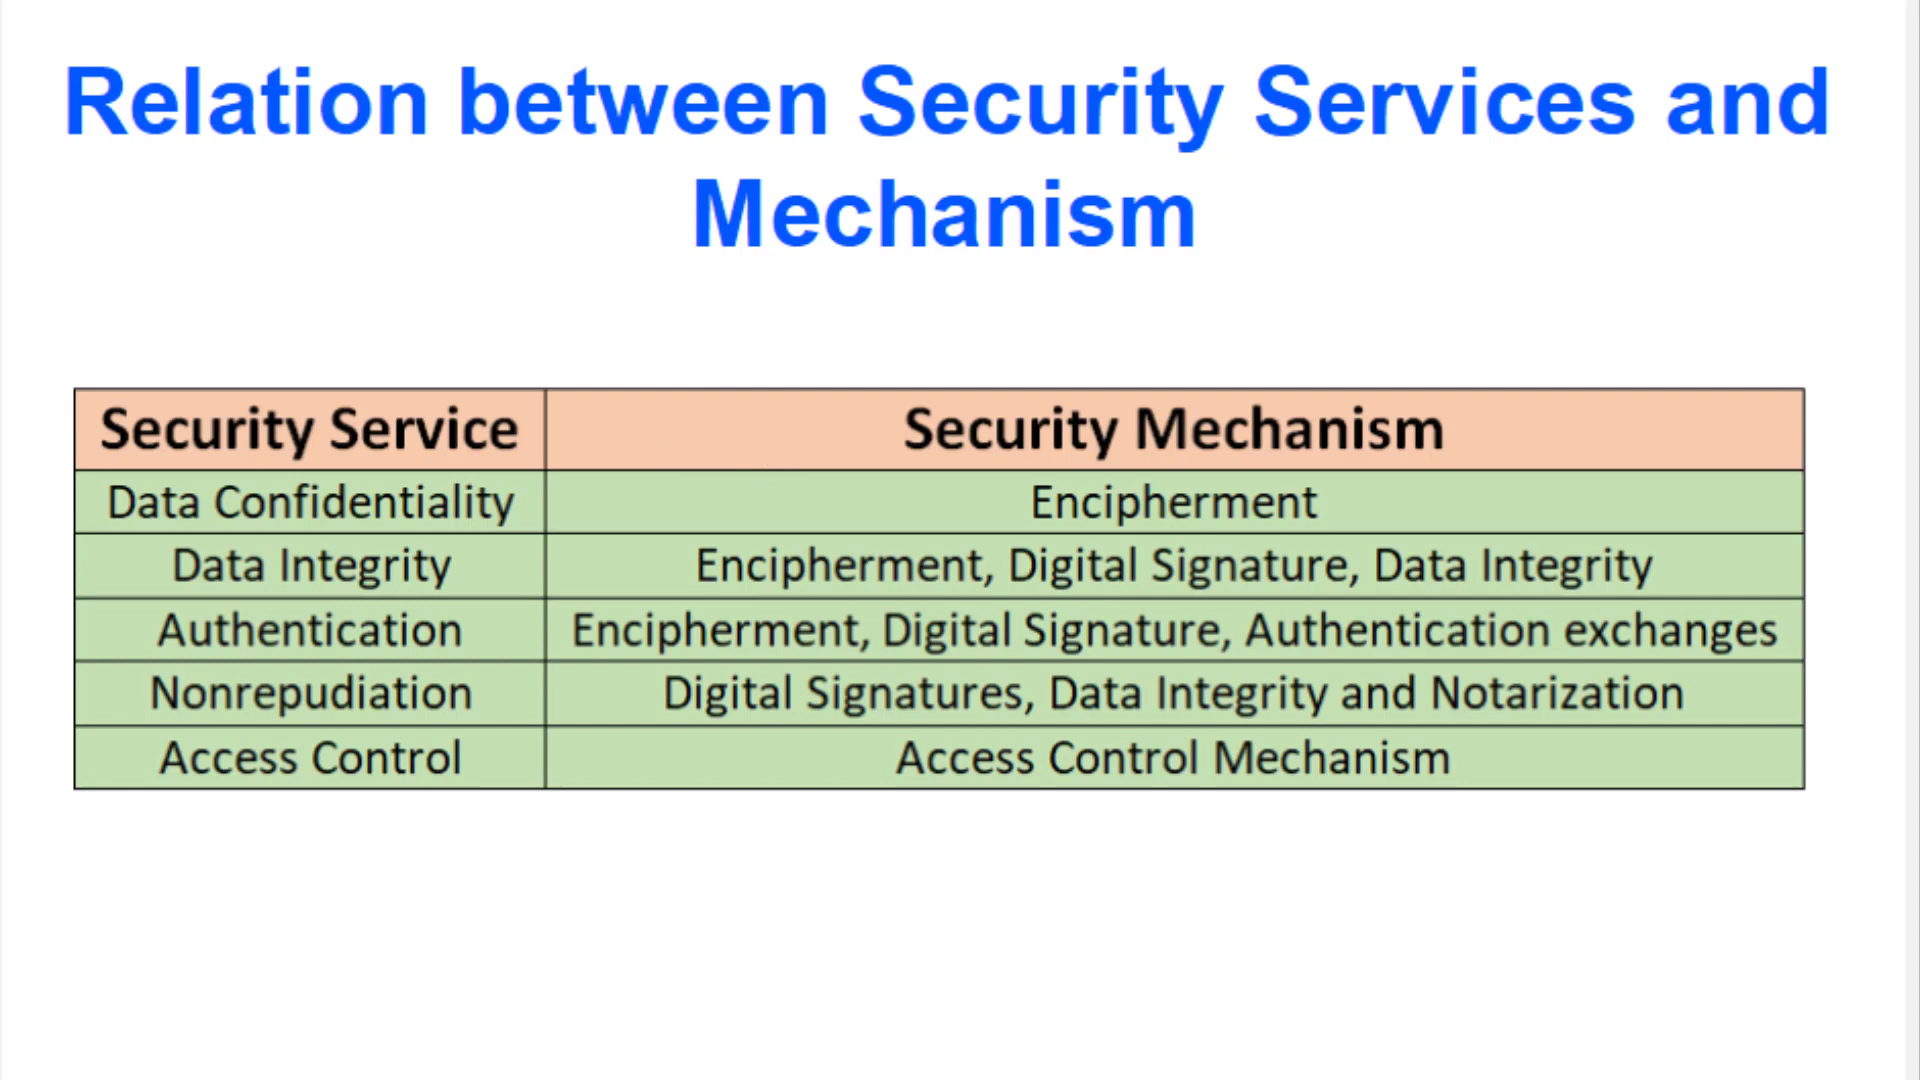 Relation between Security Services and
Mechanism
Security Service Security Mechanism
Data Confidentiality Encipherment
Data Integrity Encipherment, Digital Signature, Data Integrity
Authentication Encipherment, Digital Signature, Authentication exchanges
Nonrepudiation Digital Signatures, Data Integrity and Notarization
Access Control Access Control Mechanism